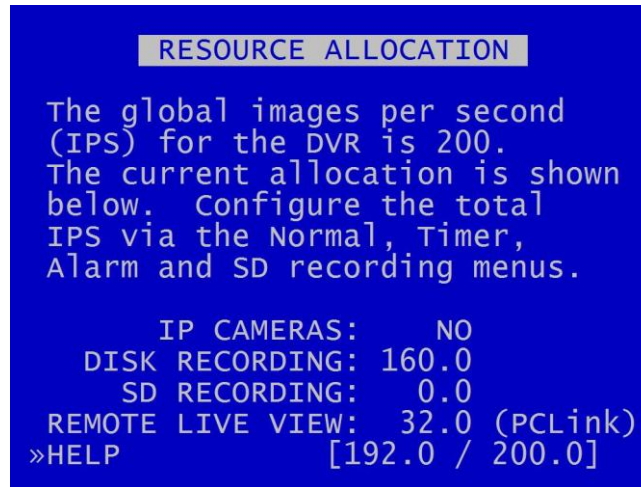 RESOURCE ALLOCATION
The global images per second
(IPS) for the DVR is 200.
The current allocation is shown
below.  Configure the total
IPS via the Normal, Timer,
Alarm and SD recording menus.
IP CAMERAS: NO
DISK RECORDING: 160.0
SD RECORDING: 0.0
REMOTE LIVE VIEW: 32.0 (PCLink)
»HELP [192.0 / 200.0]